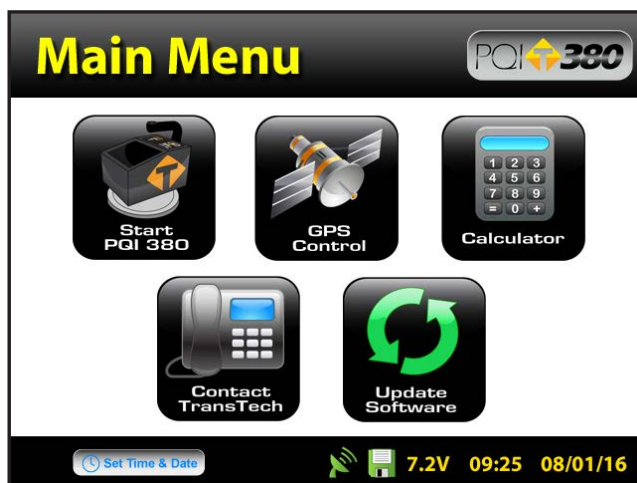 Main Menu
PQI T 380
T
Start
PQI 380
GPS
Control
1 2 3
4 5 6
7 8 9
= 0 +
Calculator
Contact
TransTech
Update
Software
Set Time & Date
7.2V 09:25 08/01/16